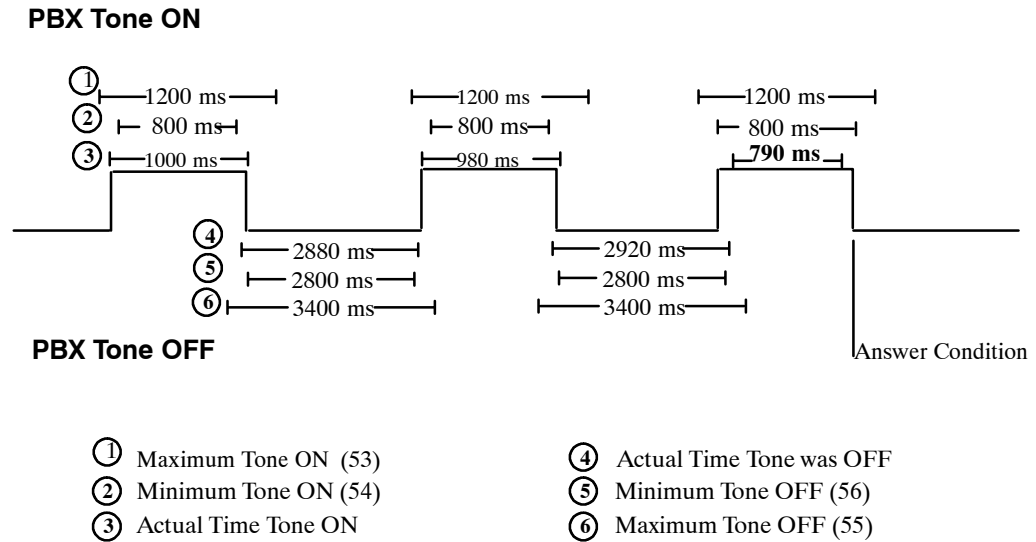 PBX Tone ON
1 1200 ms 1200 ms 1200 ms
2 800 ms 800 ms 800 ms
3 1000 ms 980 ms 790 ms
4 2880 ms 2920 ms
5 2800 ms 2800 ms
6 3400 ms 3400 ms
PBX Tone OFF Answer Condition
1 Maximum Tone ON (53)
2 Minimum Tone ON (54)
3 Actual Time Tone ON
4 Actual Time Tone was OFF
5 Minimum Tone OFF (56)
6 Maximum Tone OFF (55)